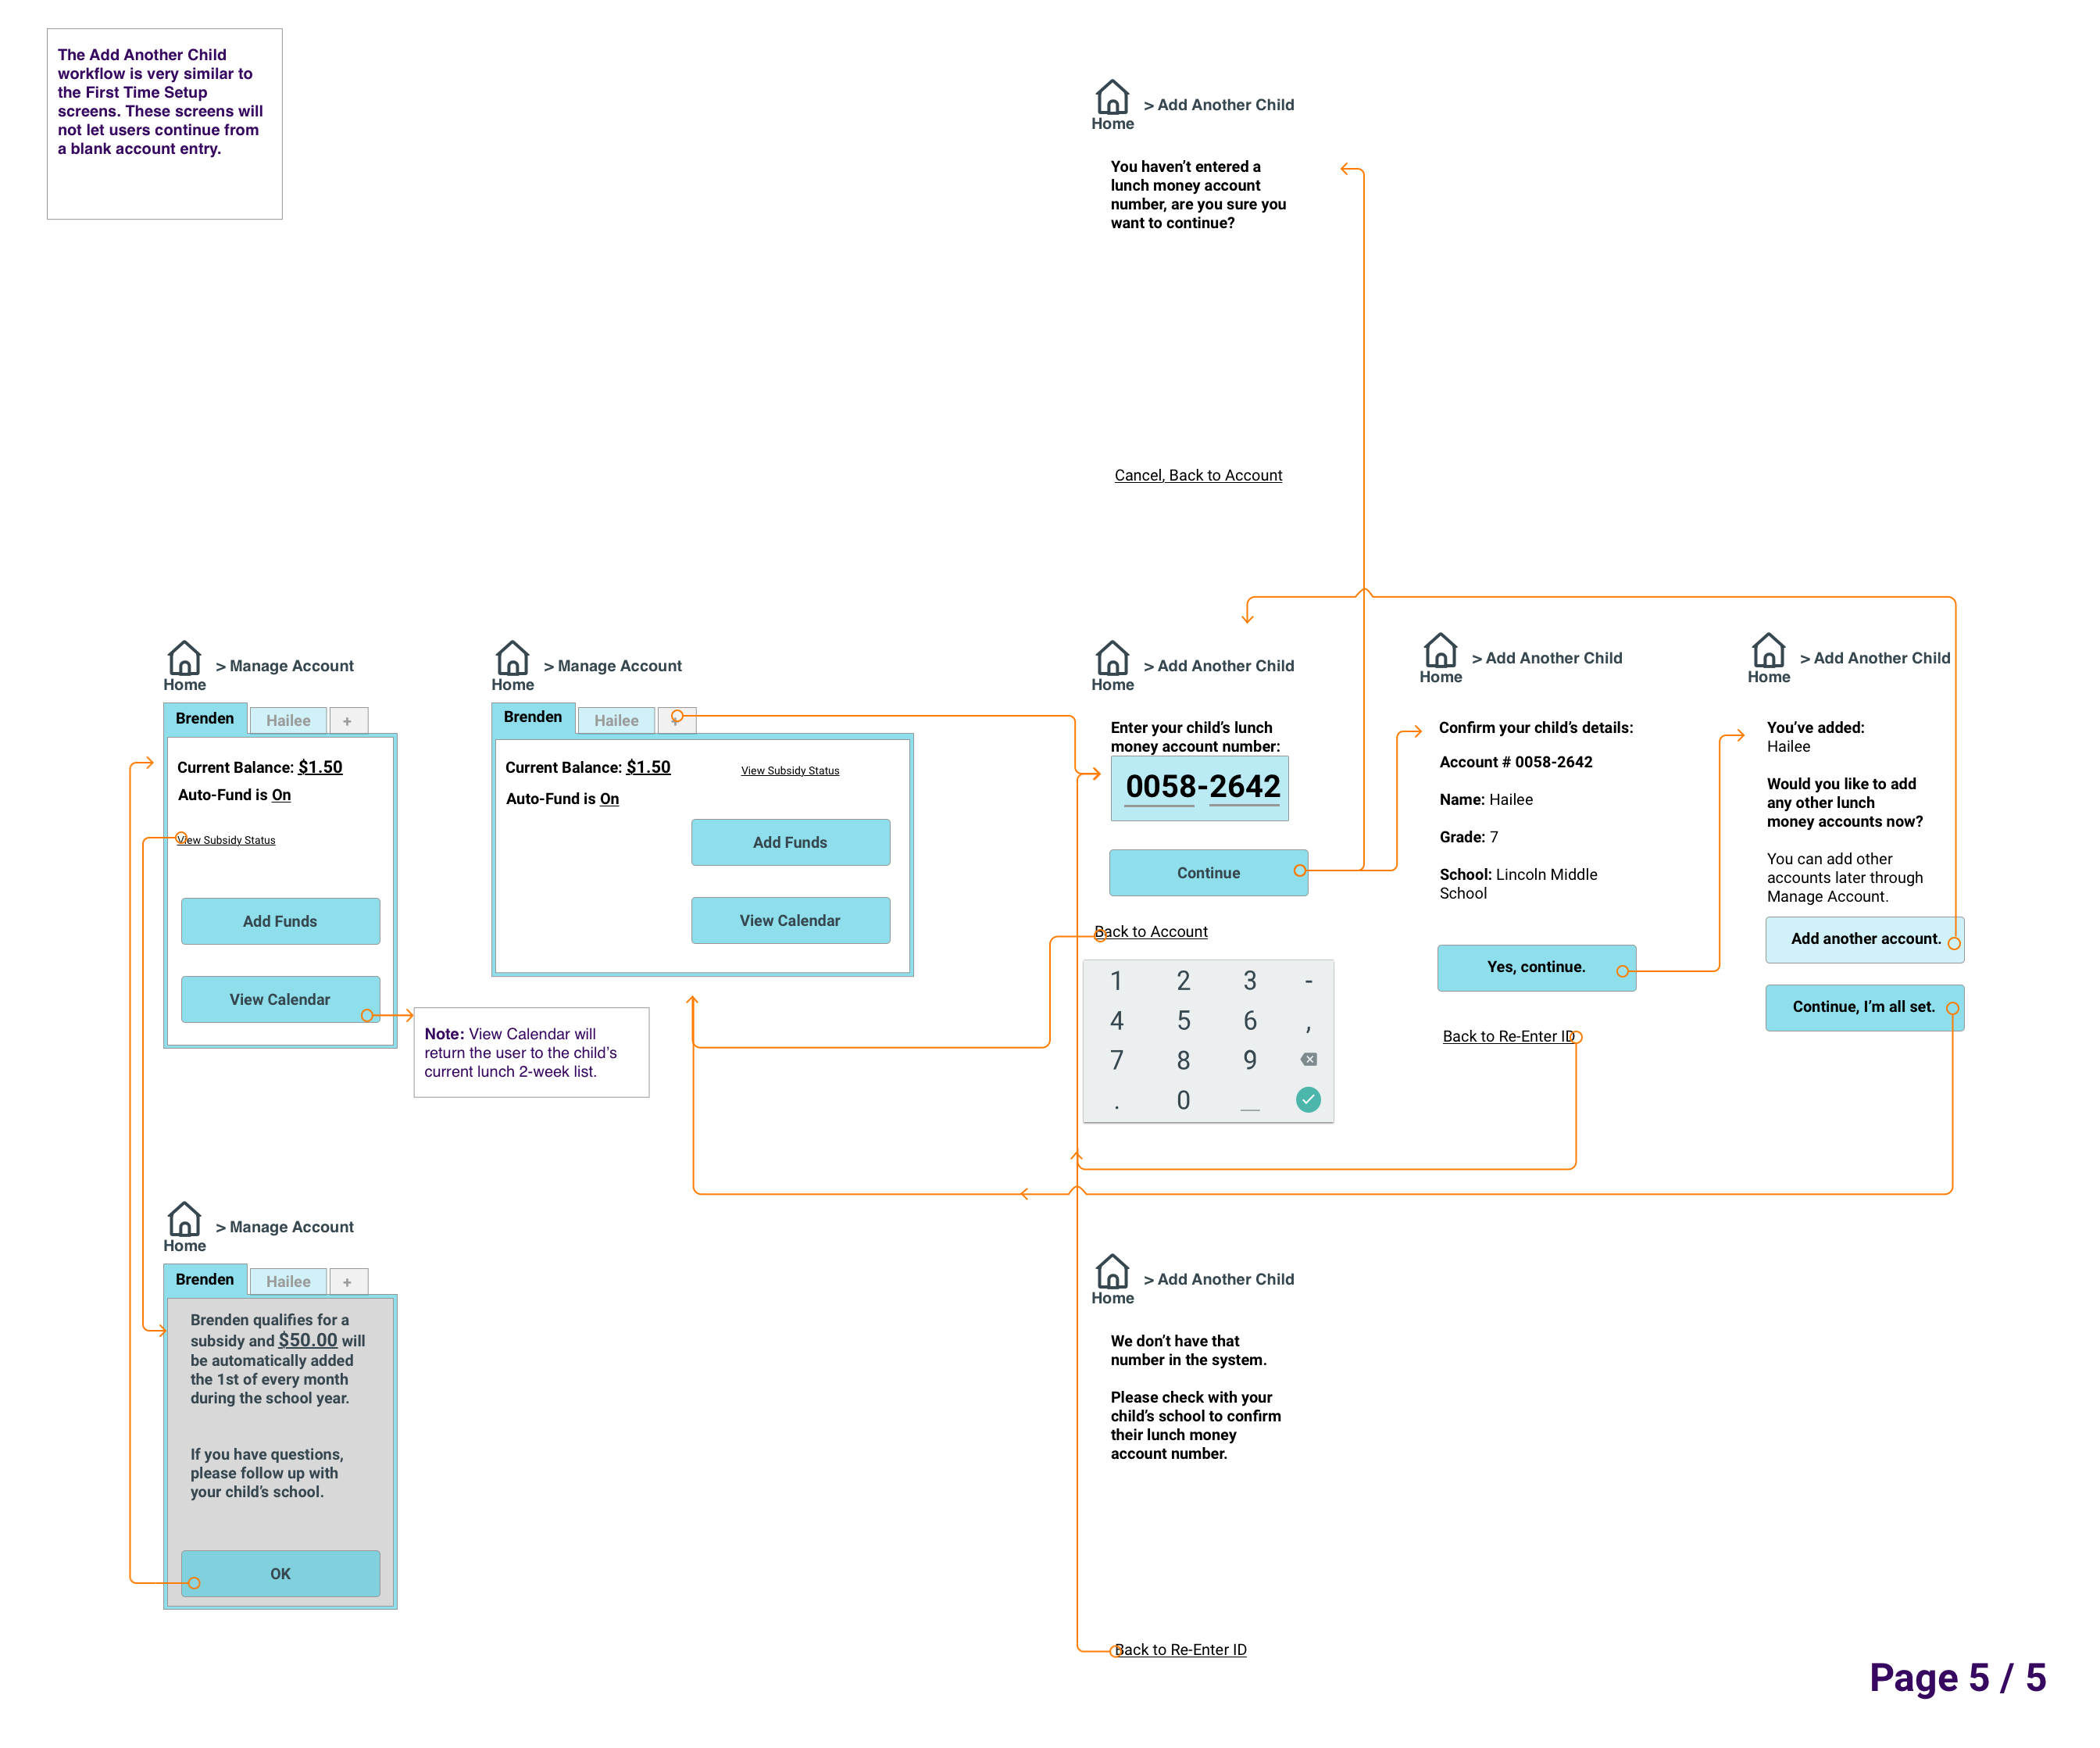 The Add Another Child
workflow is very similar to
the First Time Setup
screens. These screens will
not let users continue from
a blank account entry.
> Add Another Child
Home
You haven’t entered a
lunch money account
number, are you sure you
want to continue?
Cancel, Back to Account
> Manage Account
Home
Brenden
Hailee
+
Current Balance: $1.50
Auto-Fund is On
View Subsidy Status
Add Funds
View Calendar
Note: View Calendar will
return the user to the child’s
current lunch 2-week list.
> Manage Account
Home
Brenden
Hailee
+
Current Balance: $1.50
View Subsidy Status
Auto-Fund is On
Add Funds
View Calendar
> Add Another Child
Home
Enter your child’s lunch
money account number:
0058-2642
Continue
Back to Account
1 2 3 -
4 5 6 ,
7 8 9
. 0 _
> Add Another Child
Home
Confirm your child’s details:
Account # 0058-2642
Name: Hailee
Grade: 7
School: Lincoln Middle
School
Yes, continue.
Back to Re-Enter ID
> Add Another Child
Home
You’ve added:
Hailee
Would you like to add
any other lunch
money accounts now?
You can add other
accounts later through
Manage Account.
Add another account.
Continue, I’m all set.
> Manage Account
Home
Brenden
Hailee
+
Brenden qualifies for a
subsidy and $50.00 will
be automatically added
the 1st of every month
during the school year.
If you have questions,
please follow up with
your child’s school.
OK
> Add Another Child
Home
We don’t have that
number in the system.
Please check with your
child’s school to confirm
their lunch money
account number.
Back to Re-Enter ID
Page 5 / 5